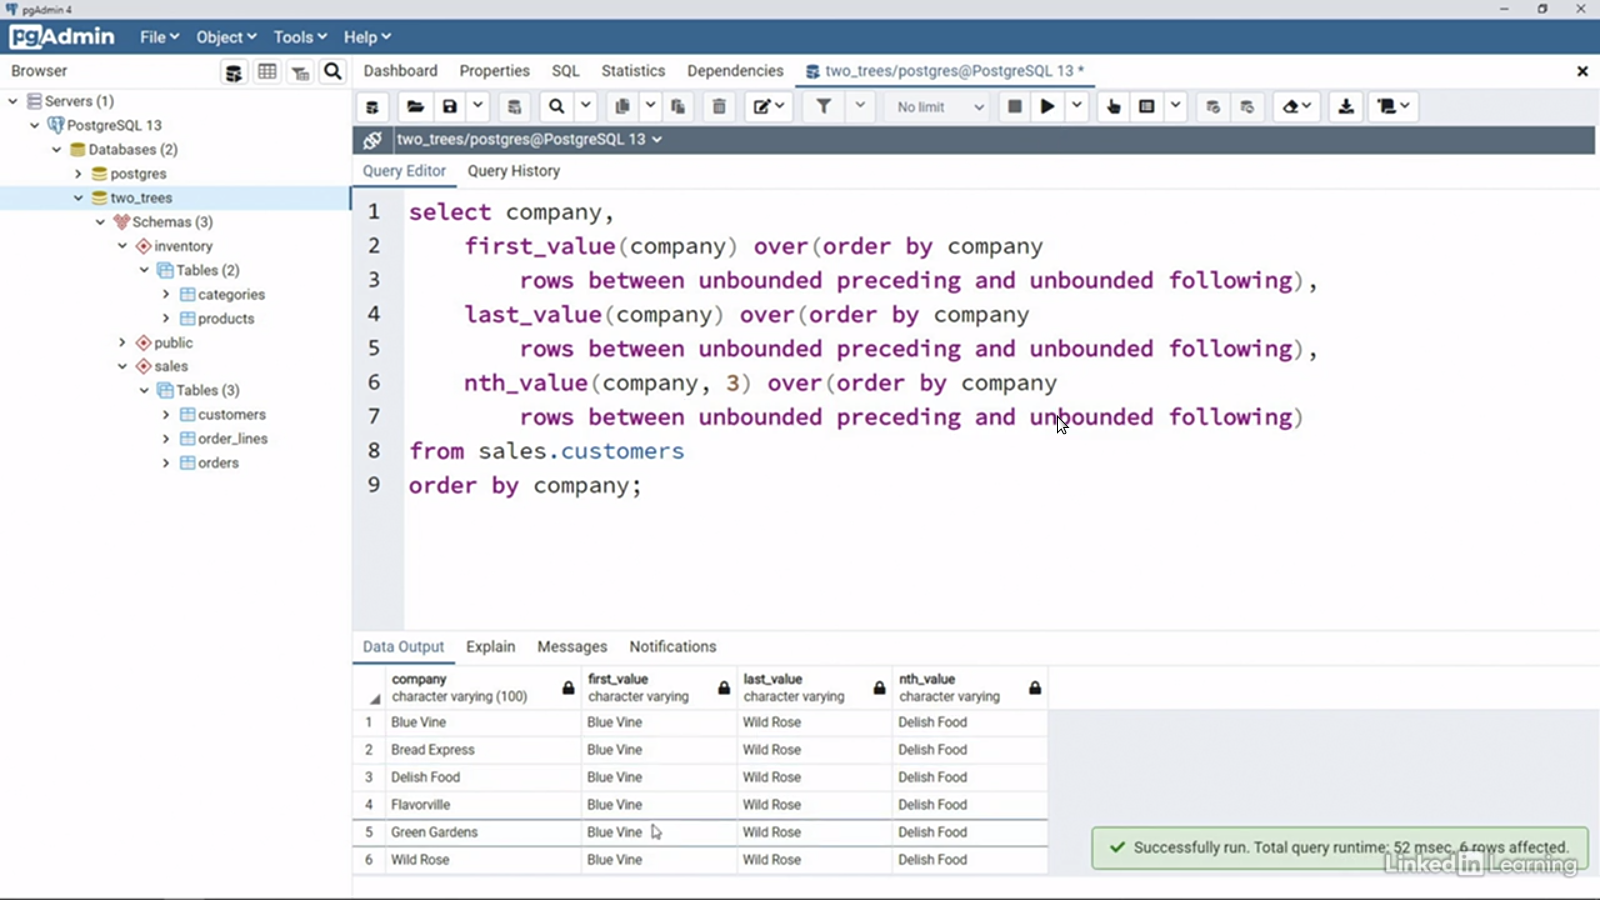 pgAdmin 4
pgAdmin File Object Tools Help
Browser
Dashboard Properties SQL Statistics Dependencies two_trees/postgres@PostgreSQL 13 *
No limit
two_trees/postgres@PostgreSQL 13
Query Editor Query History
Servers (1)
PostgreSQL 13
Databases (2)
postgres
two_trees
Schemas (3)
inventory
Tables (2)
categories
products
public
sales
Tables (3)
customers
order_lines
orders
1 select company,
2 first_value(company) over(order by company
3 rows between unbounded preceding and unbounded following),
4 last_value(company) over(order by company
5 rows between unbounded preceding and unbounded following),
6 nth_value(company, 3) over(order by company
7 rows between unbounded preceding and unbounded following)
8 from sales.customers
9 order by company;
Data Output Explain Messages Notifications
company first_value last_value nth_value
character varying (100) character varying character varying character varying
1 Blue Vine Blue Vine Wild Rose Delish Food
2 Bread Express Blue Vine Wild Rose Delish Food
3 Delish Food Blue Vine Wild Rose Delish Food
4 Flavorville Blue Vine Wild Rose Delish Food
5 Green Gardens Blue Vine Wild Rose Delish Food
6 Wild Rose Blue Vine Wild Rose Delish Food
Successfully run. Total query runtime: 52 msec. 6 rows affected.
LinkedIn Learning